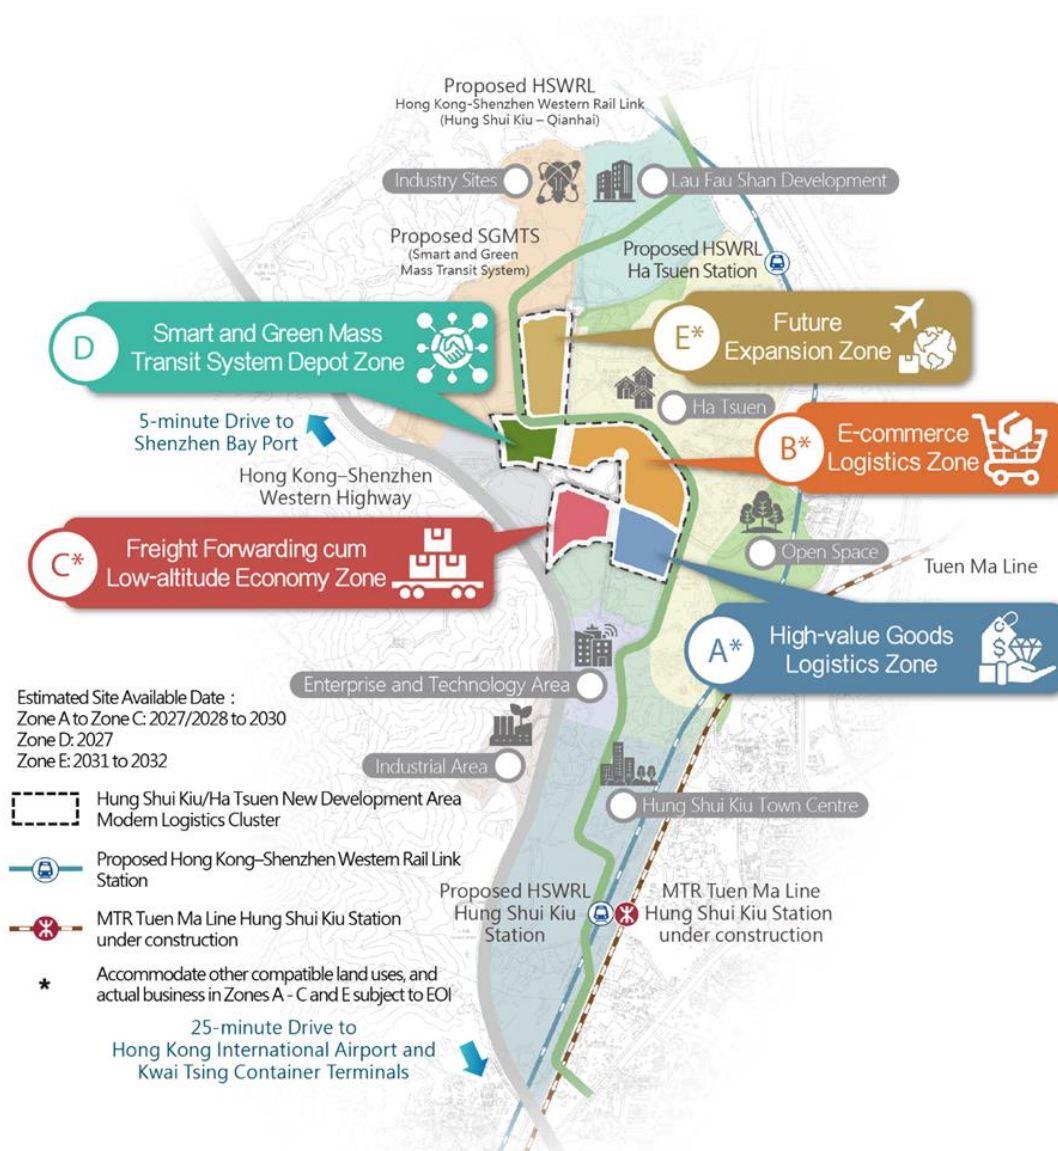 Proposed HSWRL
Hong Kong-Shenzhen Western Rail Link
(Hung Shui Kiu – Qianhai)
Industry Sites
Lau Fau Shan Development
Proposed SGMTS
(Smart and Green
Mass Transit System)
Proposed HSWRL
Ha Tsuen Station
D
Smart and Green Mass
Transit System Depot Zone
E*
Future
Expansion Zone
Ha Tsuen
5-minute Drive to
Shenzhen Bay Port
B*
E-commerce
Logistics Zone
Hong Kong–Shenzhen
Western Highway
C*
Freight Forwarding cum
Low-altitude Economy Zone
Open Space
Tuen Ma Line
A*
High-value Goods
Logistics Zone
$
Enterprise and Technology Area
Estimated Site Available Date :
Zone A to Zone C: 2027/2028 to 2030
Zone D: 2027
Zone E: 2031 to 2032
Industrial Area
Hung Shui Kiu Town Centre
Hung Shui Kiu/Ha Tsuen New Development Area
Modern Logistics Cluster
Proposed Hong Kong–Shenzhen Western Rail Link
Station
MTR Tuen Ma Line Hung Shui Kiu Station
under construction
* Accommodate other compatible land uses, and
actual business in Zones A - C and E subject to EOI
Proposed HSWRL
Hung Shui Kiu
Station
MTR Tuen Ma Line
Hung Shui Kiu Station
under construction
25-minute Drive to
Hong Kong International Airport and
Kwai Tsing Container Terminals